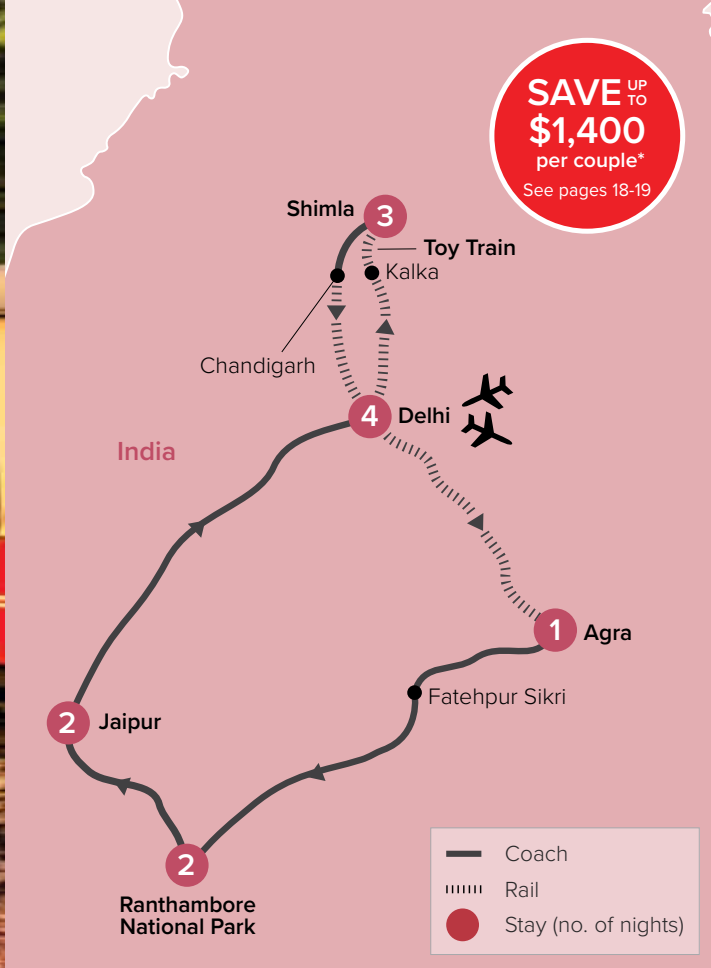 SAVE UP TO
$1,400
per couple*
See pages 18-19
Shimla
3
Toy Train
Kalka
Chandigarh
4
Delhi
India
1
Agra
Fatehpur Sikri
2
Jaipur
2
Ranthambore
National Park
Coach
Rail
Stay (no. of nights)